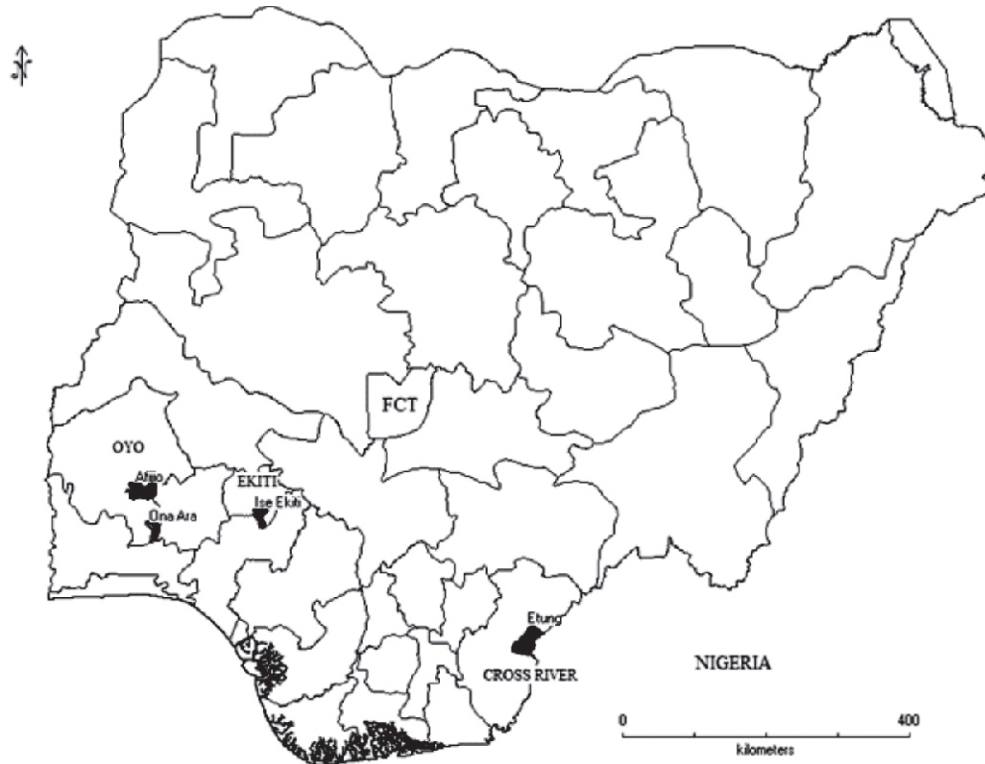 FCT
OYO
Afijio
EKITI
Ise Ekiti
Ona Ara
Etung
CROSS RIVER
NIGERIA
0 400
kilometers